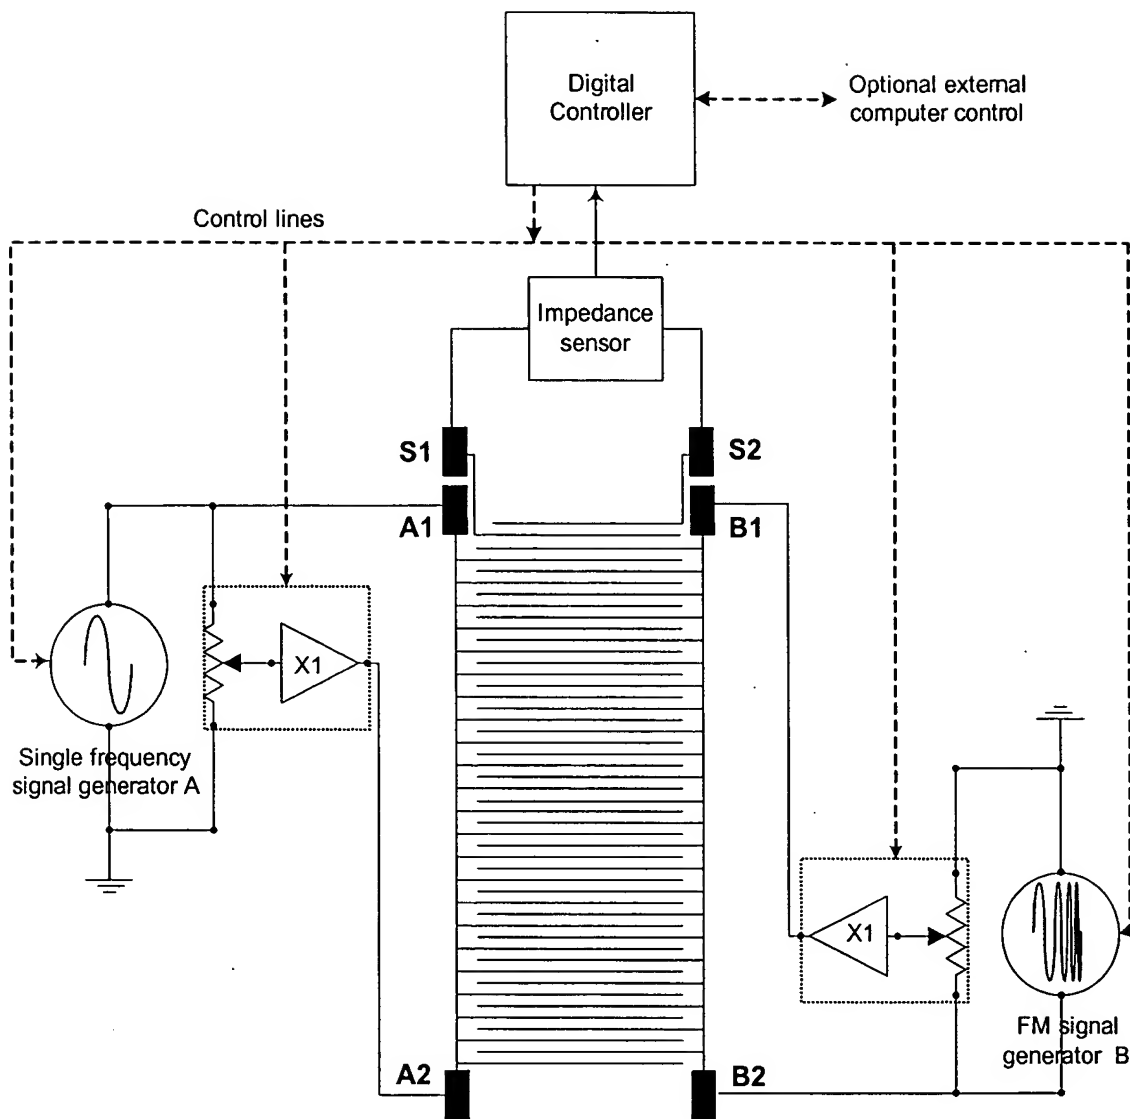 Digital
Controller
Optional external
computer control
Control lines
Impedance
sensor
S1
S2
A1
B1
X1
Single frequency
signal generator A
X1
FM signal
generator B
A2
B2